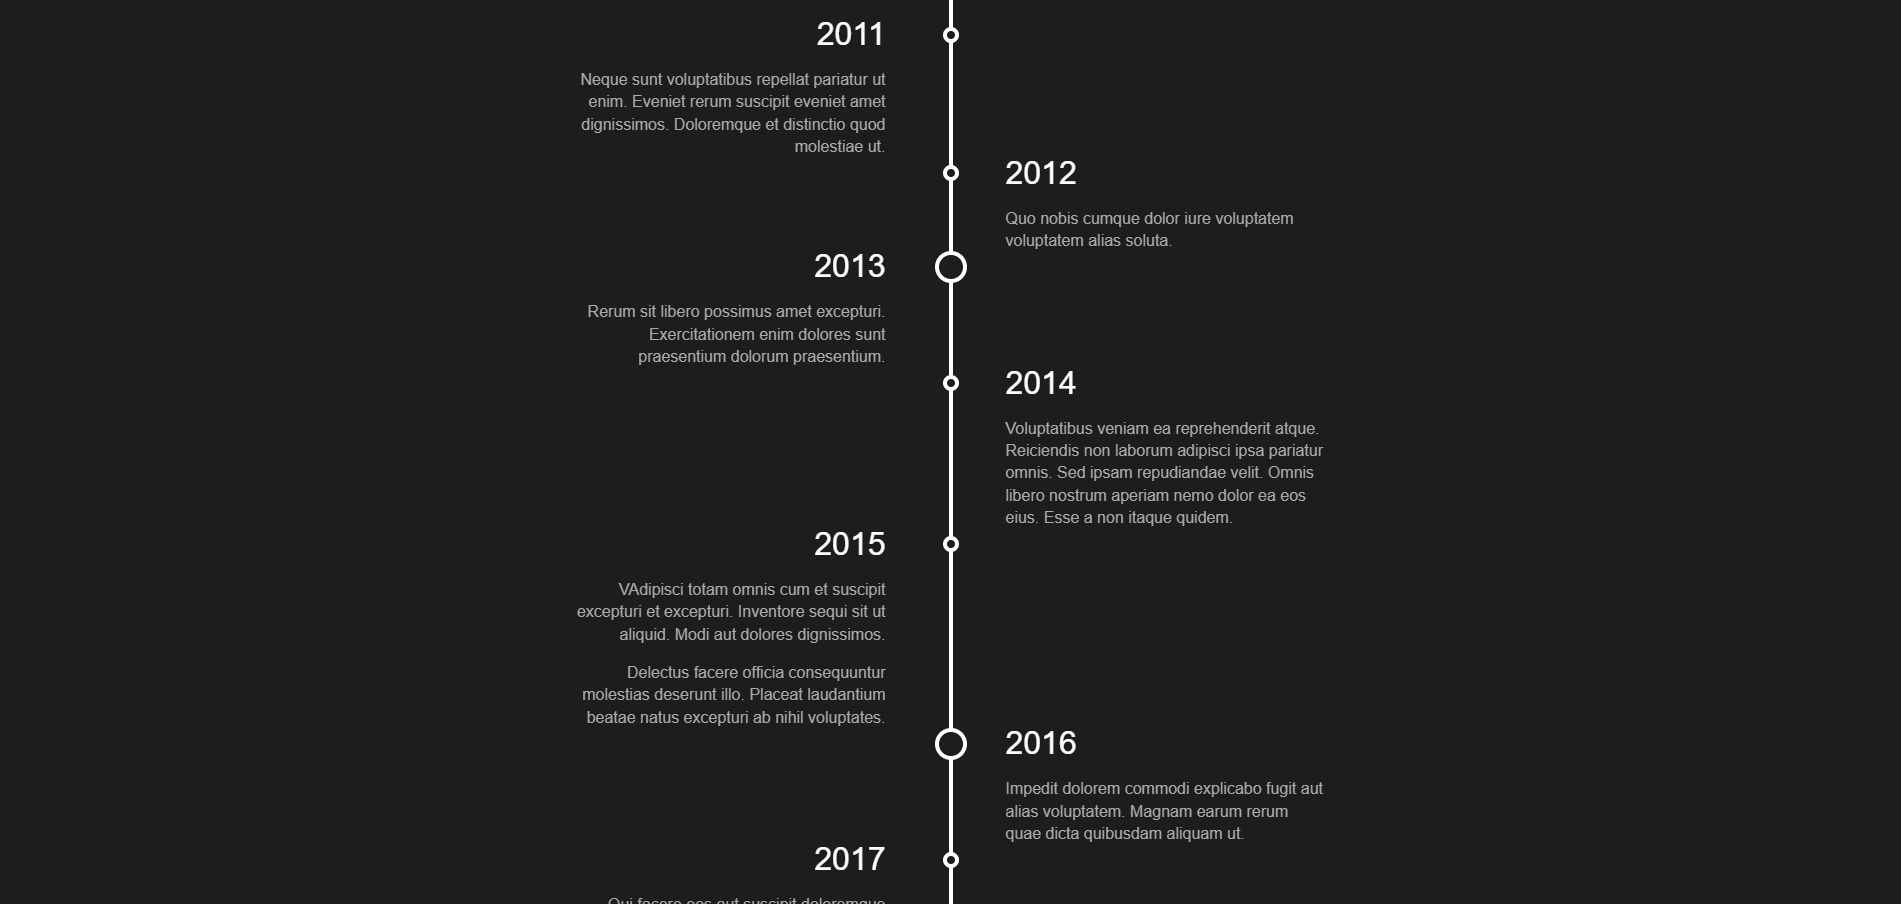 2011
Neque sunt voluptatibus repellat pariatur ut
enim. Eveniet rerum suscipit eveniet amet
dignissimos. Doloremque et distinctio quod
molestiae ut.
2012
Quo nobis cumque dolor iure voluptatem
voluptatem alias soluta.
2013
Rerum sit libero possimus amet excepturi.
Exercitationem enim dolores sunt
praesentium dolorum praesentium.
2014
Voluptatibus veniam ea reprehenderit atque.
Reiciendis non laborum adipisci ipsa pariatur
omnis. Sed ipsam repudiandae velit. Omnis
libero nostrum aperiam nemo dolor ea eos
eius. Esse a non itaque quidem.
2015
VAdipisci totam omnis cum et suscipit
excepturi et excepturi. Inventore sequi sit ut
aliquid. Modi aut dolores dignissimos.
Delectus facere officia consequuntur
molestias deserunt illo. Placeat laudantium
beatae natus excepturi ab nihil voluptates.
2016
Impedit dolorem commodi explicabo fugit aut
alias voluptatem. Magnam earum rerum
quae dicta quibusdam aliquam ut.
2017
Qui facere eos aut suscipit doloremque